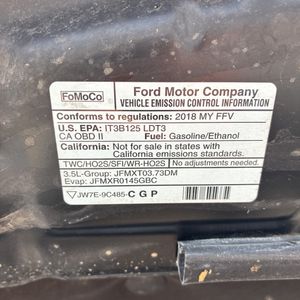 FoMoCo
Ford Motor Company
VEHICLE EMISSION CONTROL INFORMATION
Conforms to regulations: 2018 MY FFV
U.S. EPA: IT3B125 LDT3
CA OBD II Fuel: Gasoline/Ethanol
California: Not for sale in states with
California emissions standards.
TWC/HO2S/SFI/WR-HO2S No adjustments needed.
3.5L-Group: JFMXT03.73DM
Evap: JFMXR0145GBC
JW7E-9C485-CGP